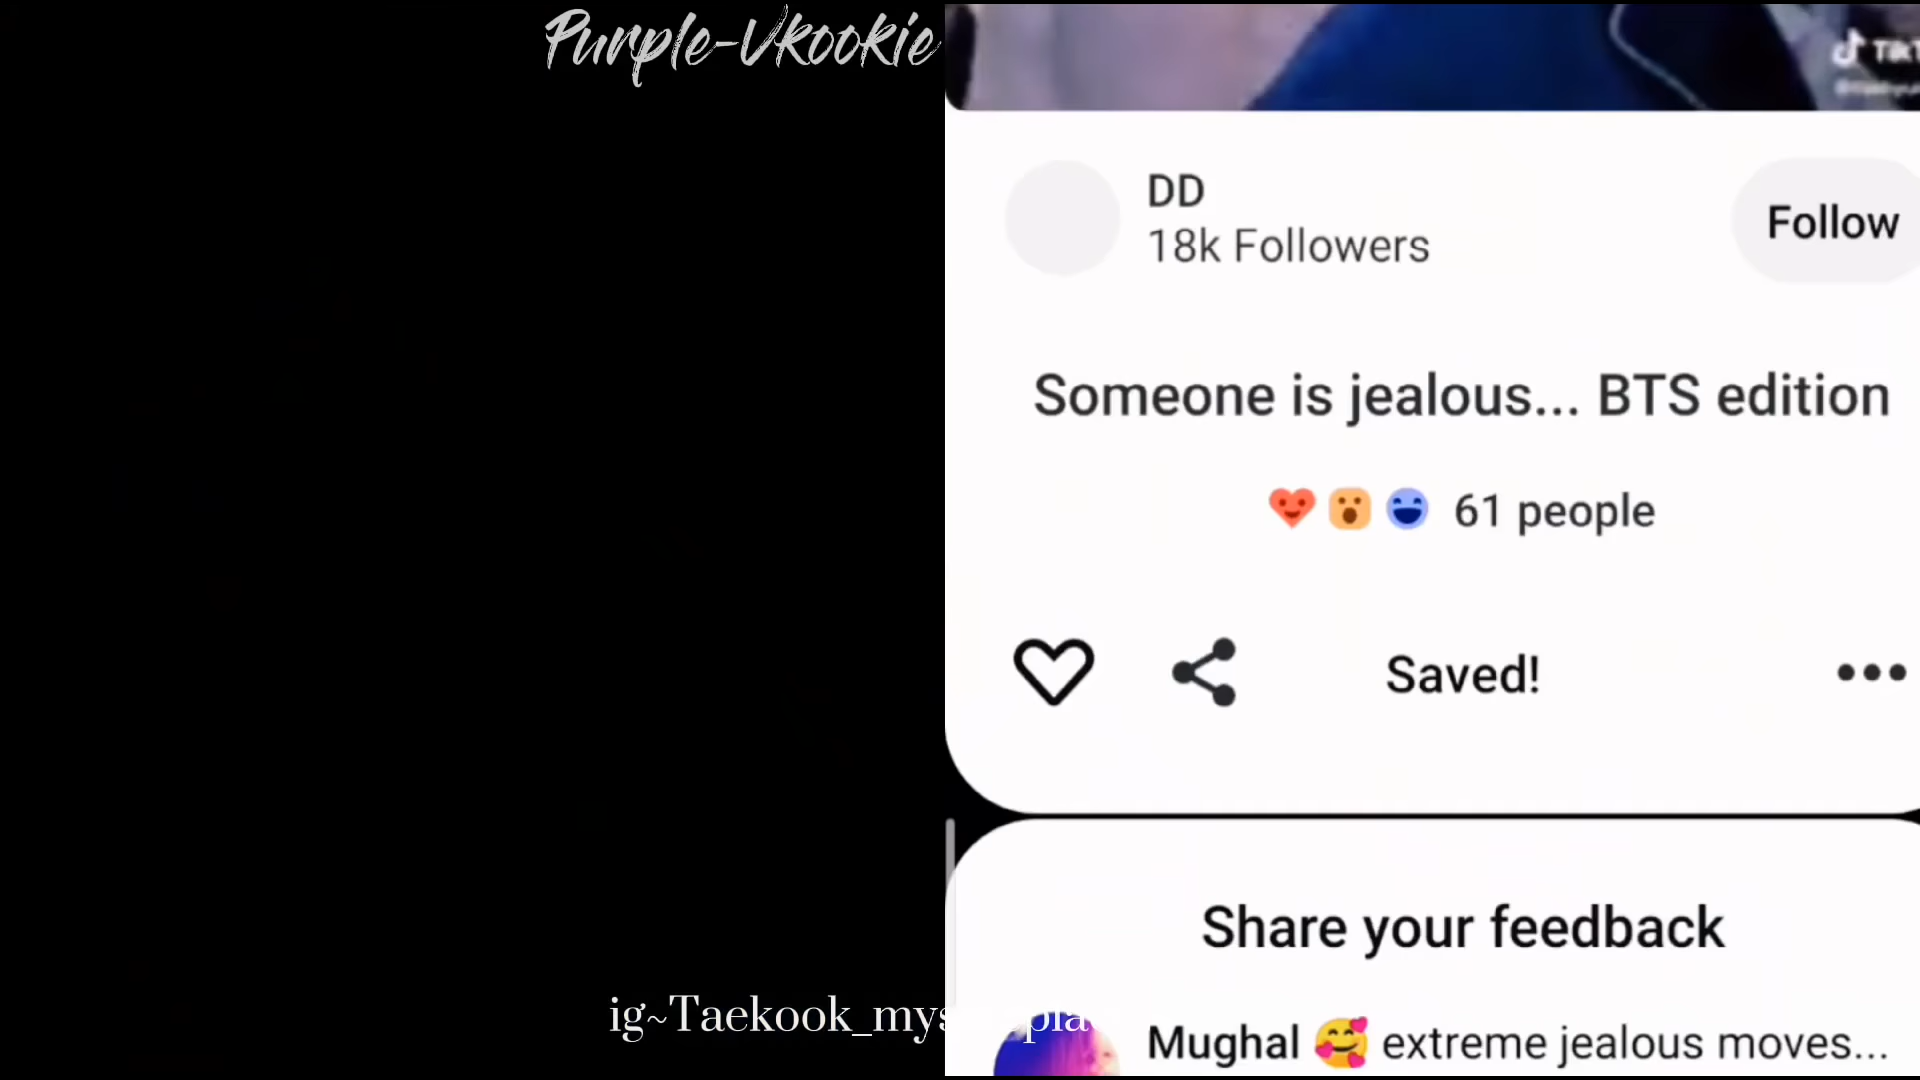 Purple-Vkookie
TikT
DD
18k Followers
Follow
Someone is jealous... BTS edition
61 people
Saved!
Share your feedback
ig~Taekook_mys
Mughal 🥰 extreme jealous moves...